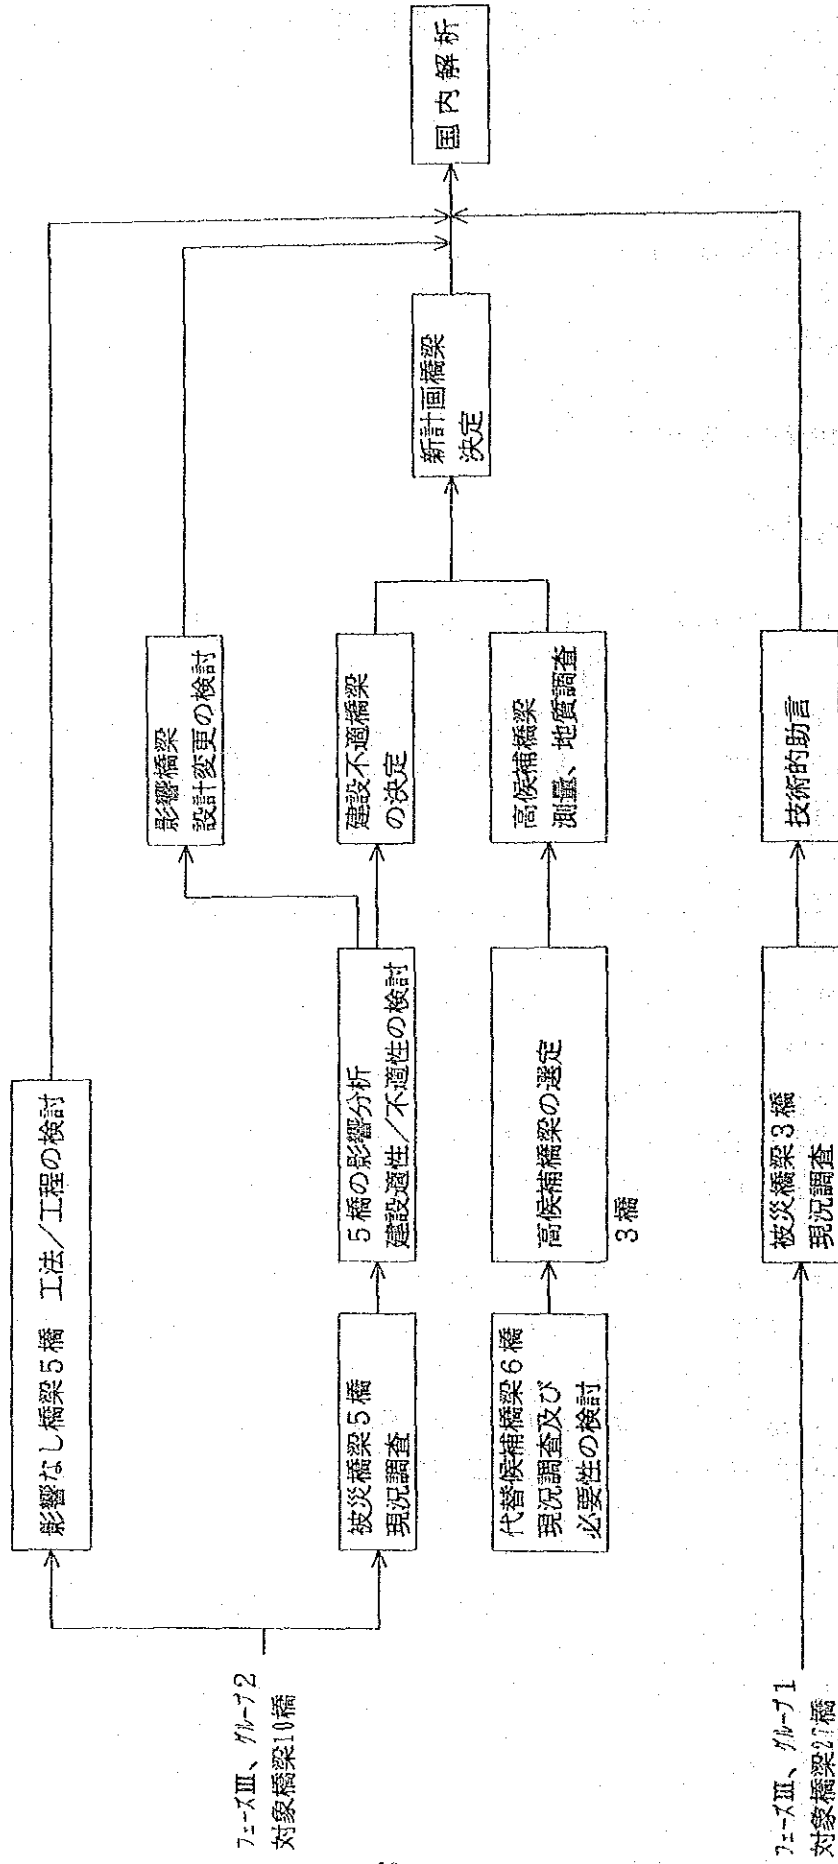 フェーズⅢ、グループ2
対象橋梁10橋
影響なし橋梁5橋 工法／工程の検討
被災橋梁5橋
現況調査
5橋の影響分析
建設適性／不適性の検討
影響橋梁
設計変更の検討
建設不適橋梁
の決定
代替候補橋梁6橋
現況調査及び
必要性の検討
高候補橋梁の選定
3橋
高候補橋梁
測量、地質調査
新計画橋梁
決定
国内解析
フェーズⅢ、グループ1
対象橋梁
被災橋梁3橋
現況調査
技術的助言